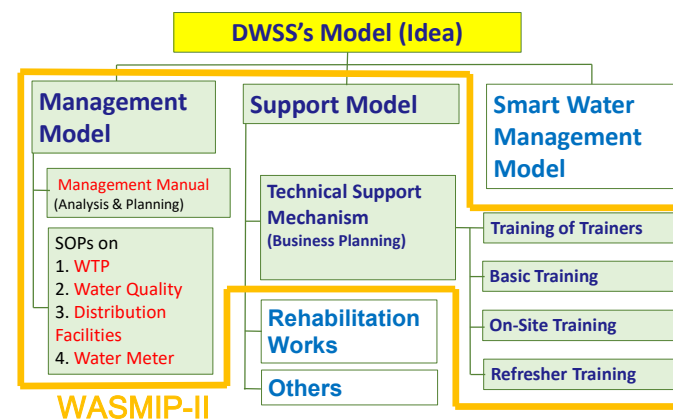 DWSS's Model (Idea)
Management
Model
Support Model
Smart Water
Management
Model
Management Manual
(Analysis & Planning)
SOPs on
1. WTP
2. Water Quality
3. Distribution
Facilities
4. Water Meter
Technical Support
Mechanism
(Business Planning)
Rehabilitation
Works
Others
Training of Trainers
Basic Training
On-Site Training
Refresher Training
WASMIP-II